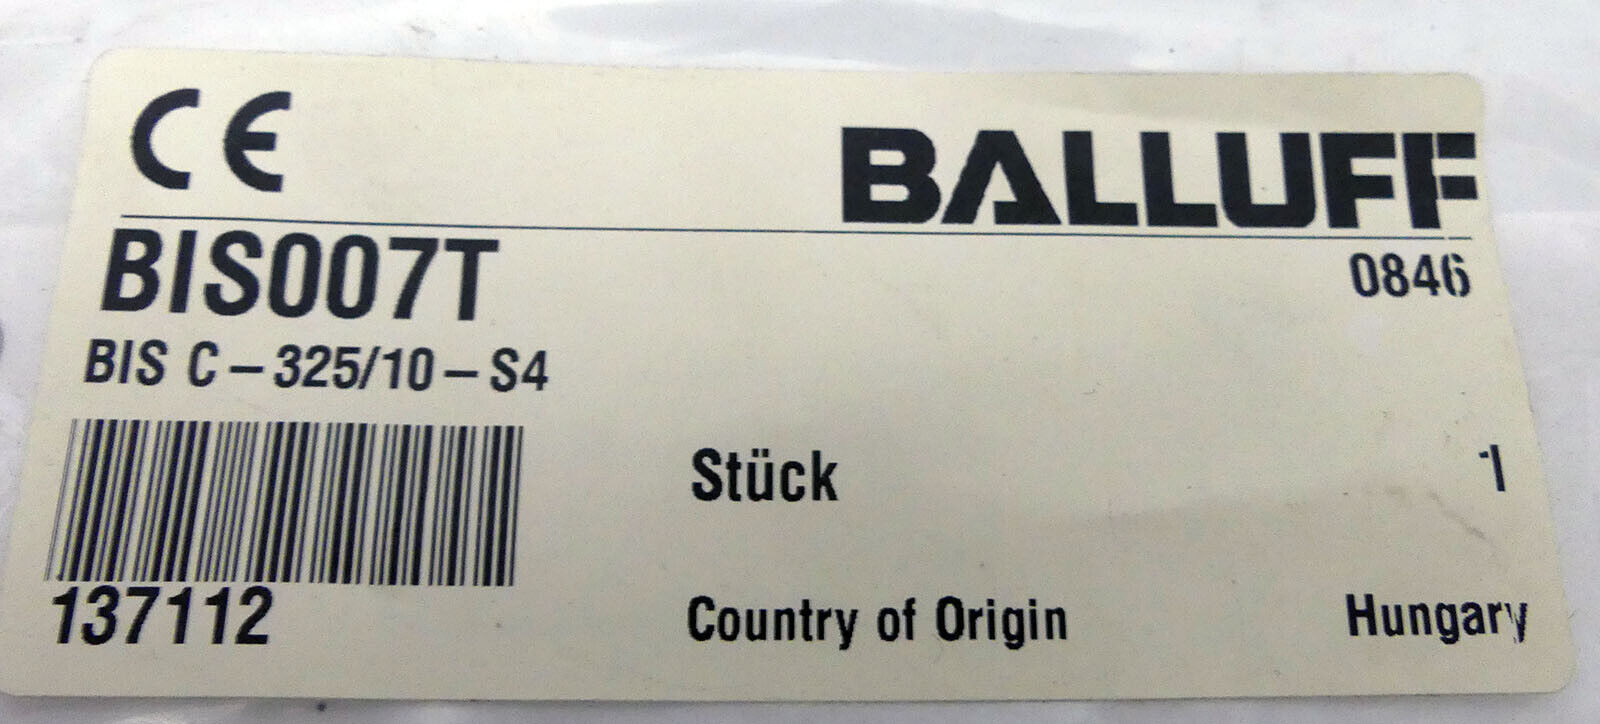 CE
BALLUFF
BIS007T
0846
BIS C-325/10-S4
Stück 1
137112
Country of Origin Hungary